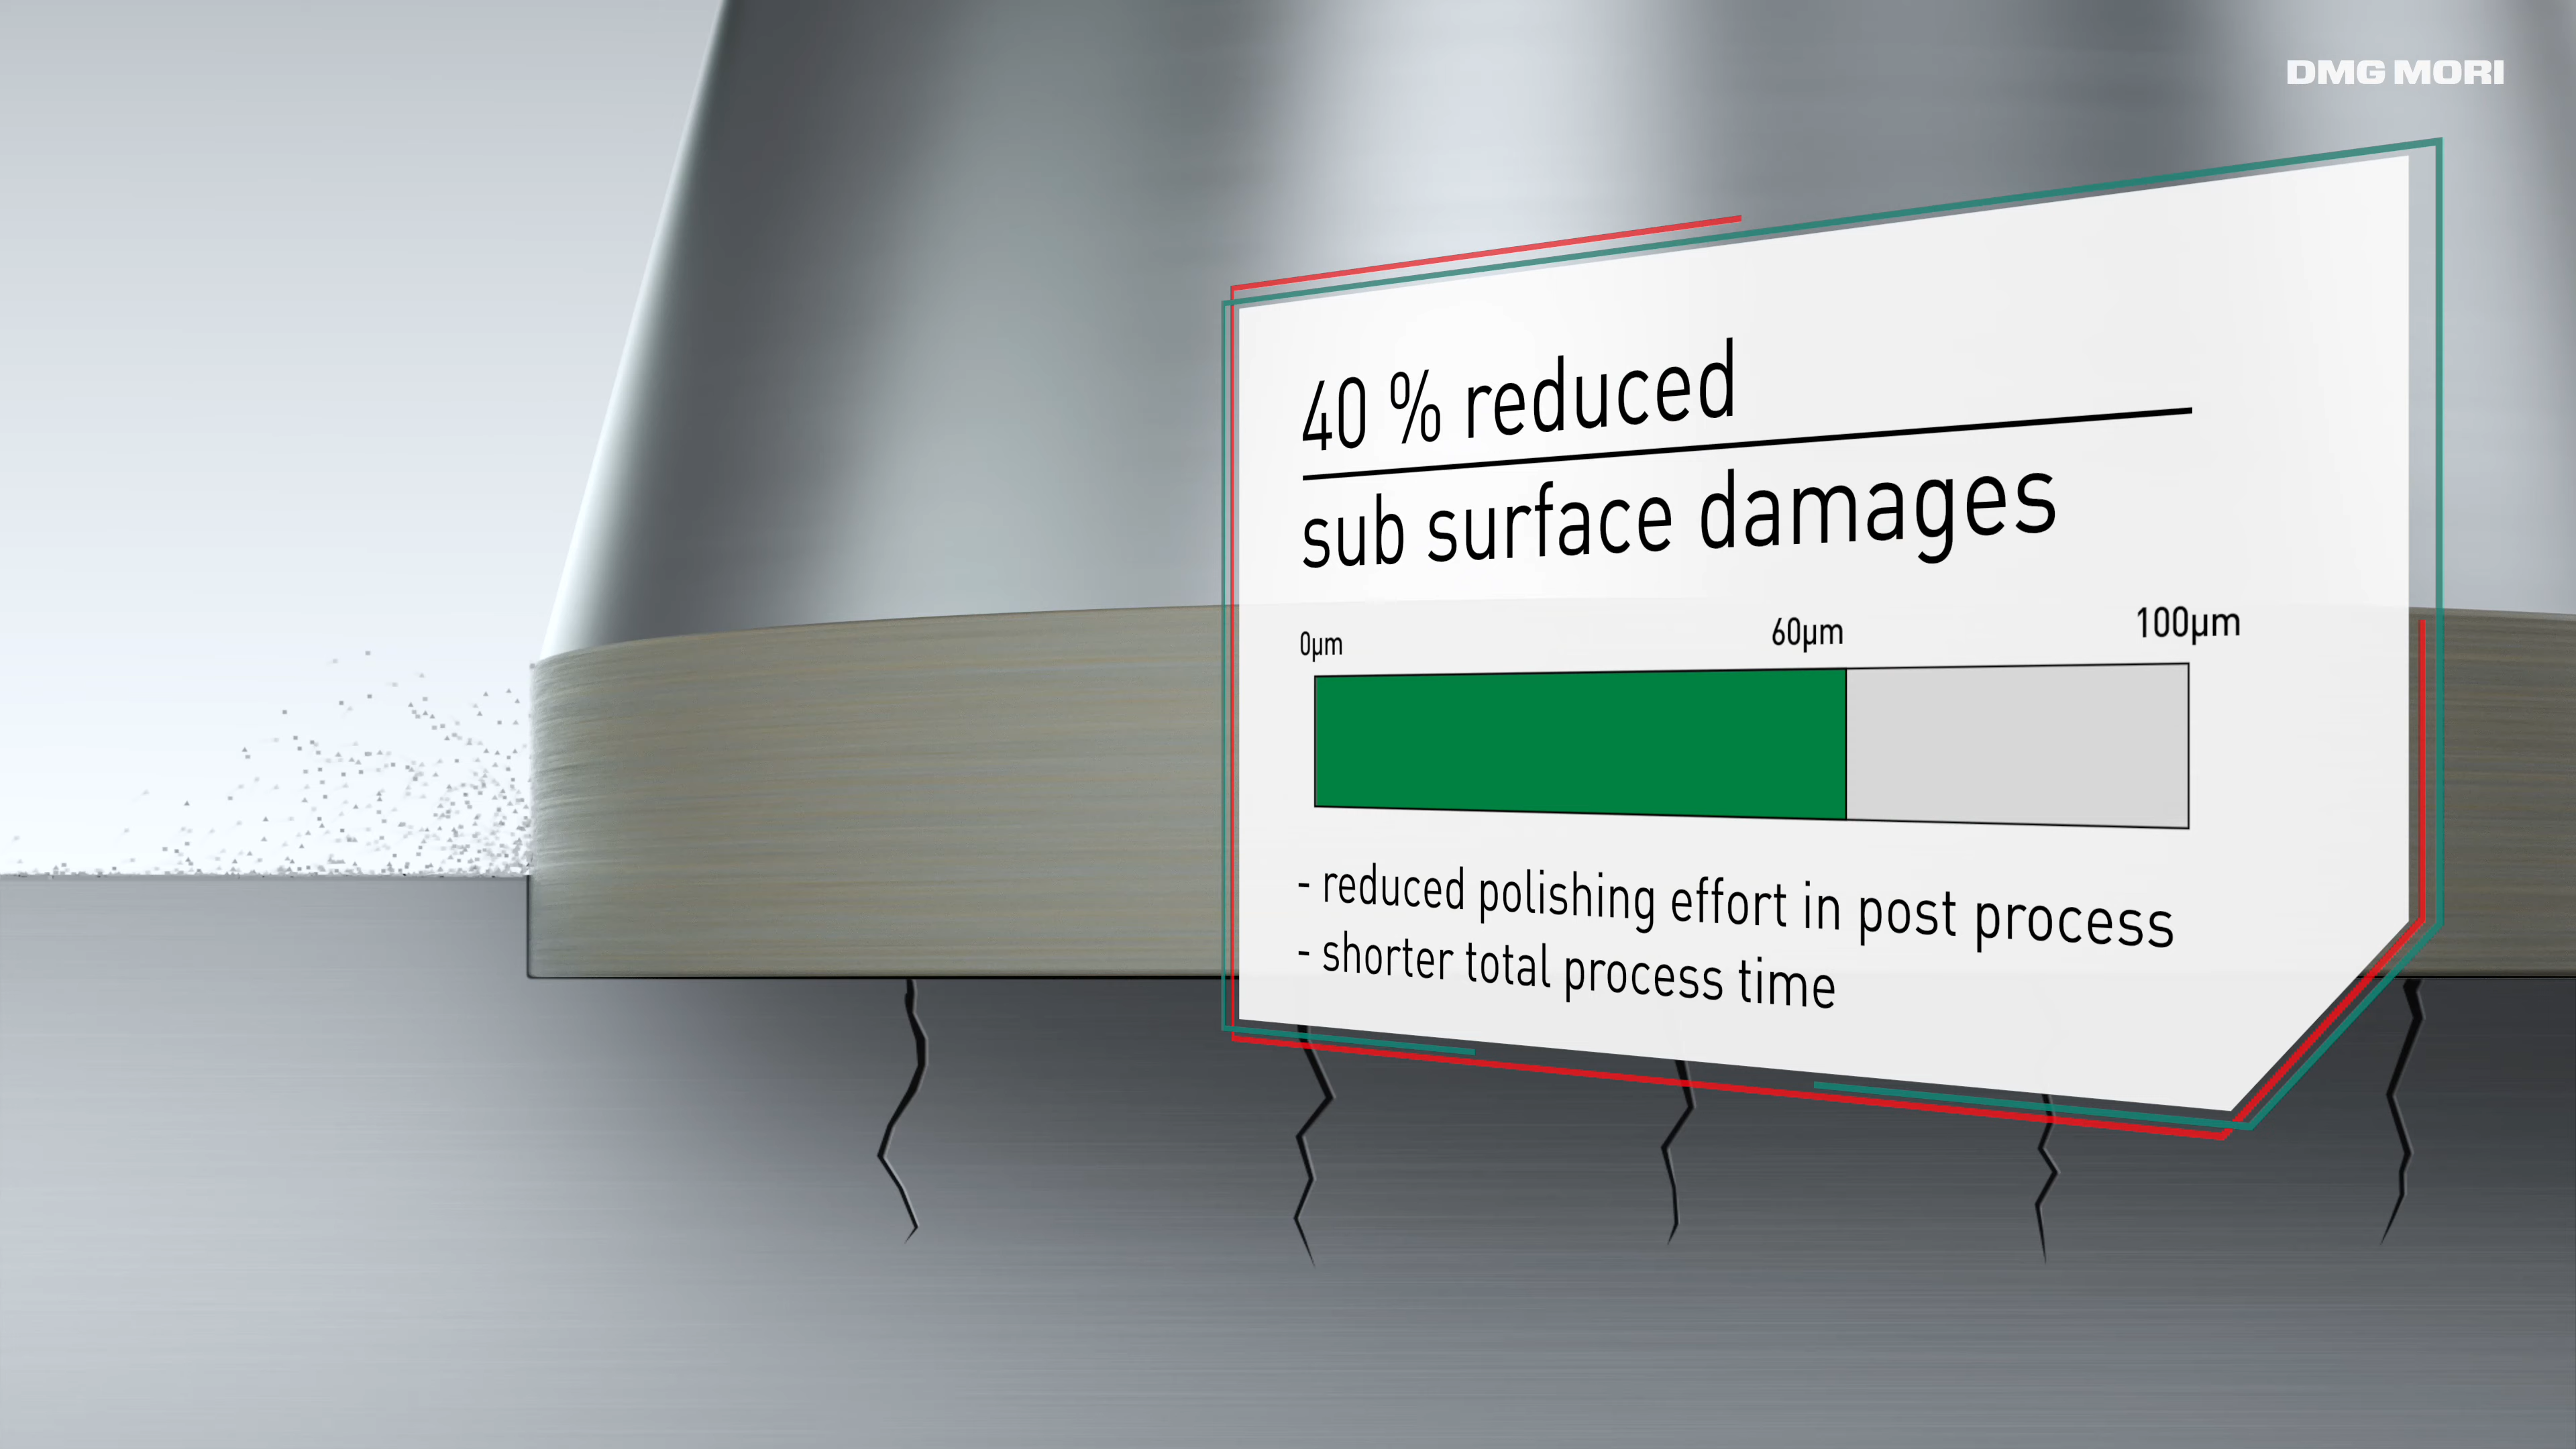 DMG MORI
40 % reduced
sub surface damages
0µm 60µm 100µm
- reduced polishing effort in post process
- shorter total process time